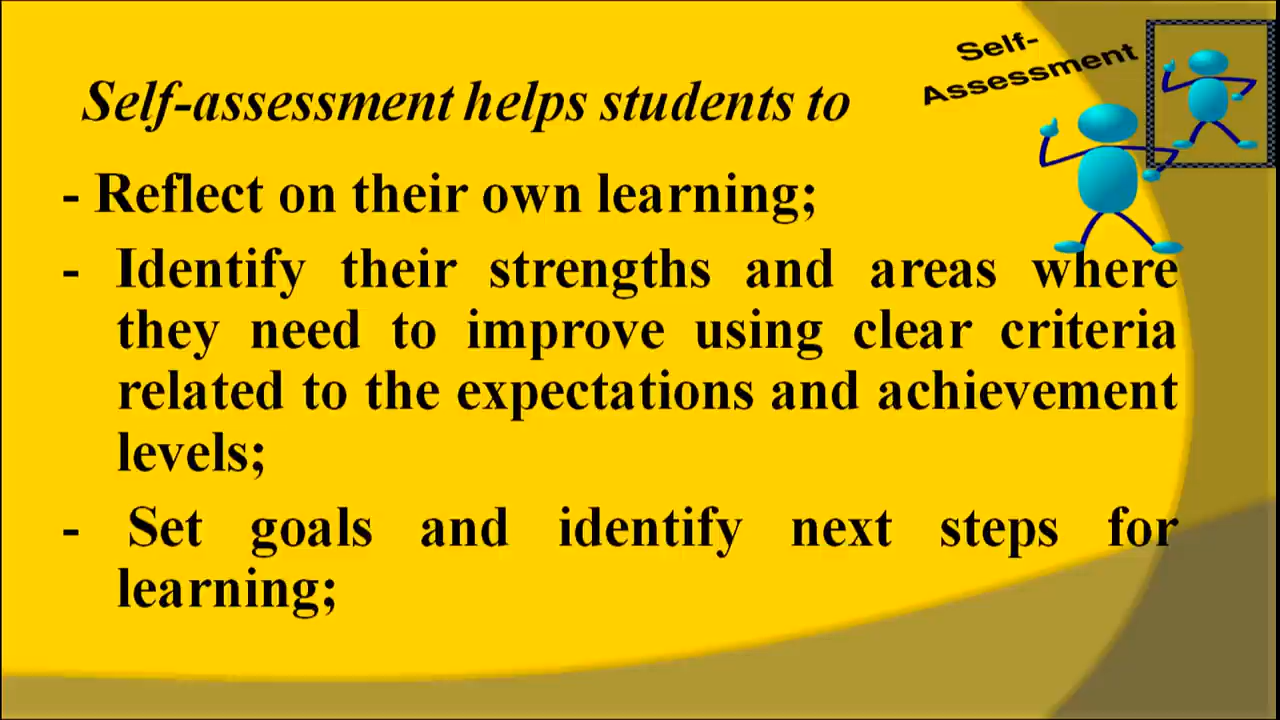 Self-
Assessment
Self-assessment helps students to
- Reflect on their own learning;
- Identify their strengths and areas where
they need to improve using clear criteria
related to the expectations and achievement
levels;
- Set goals and identify next steps for
learning;